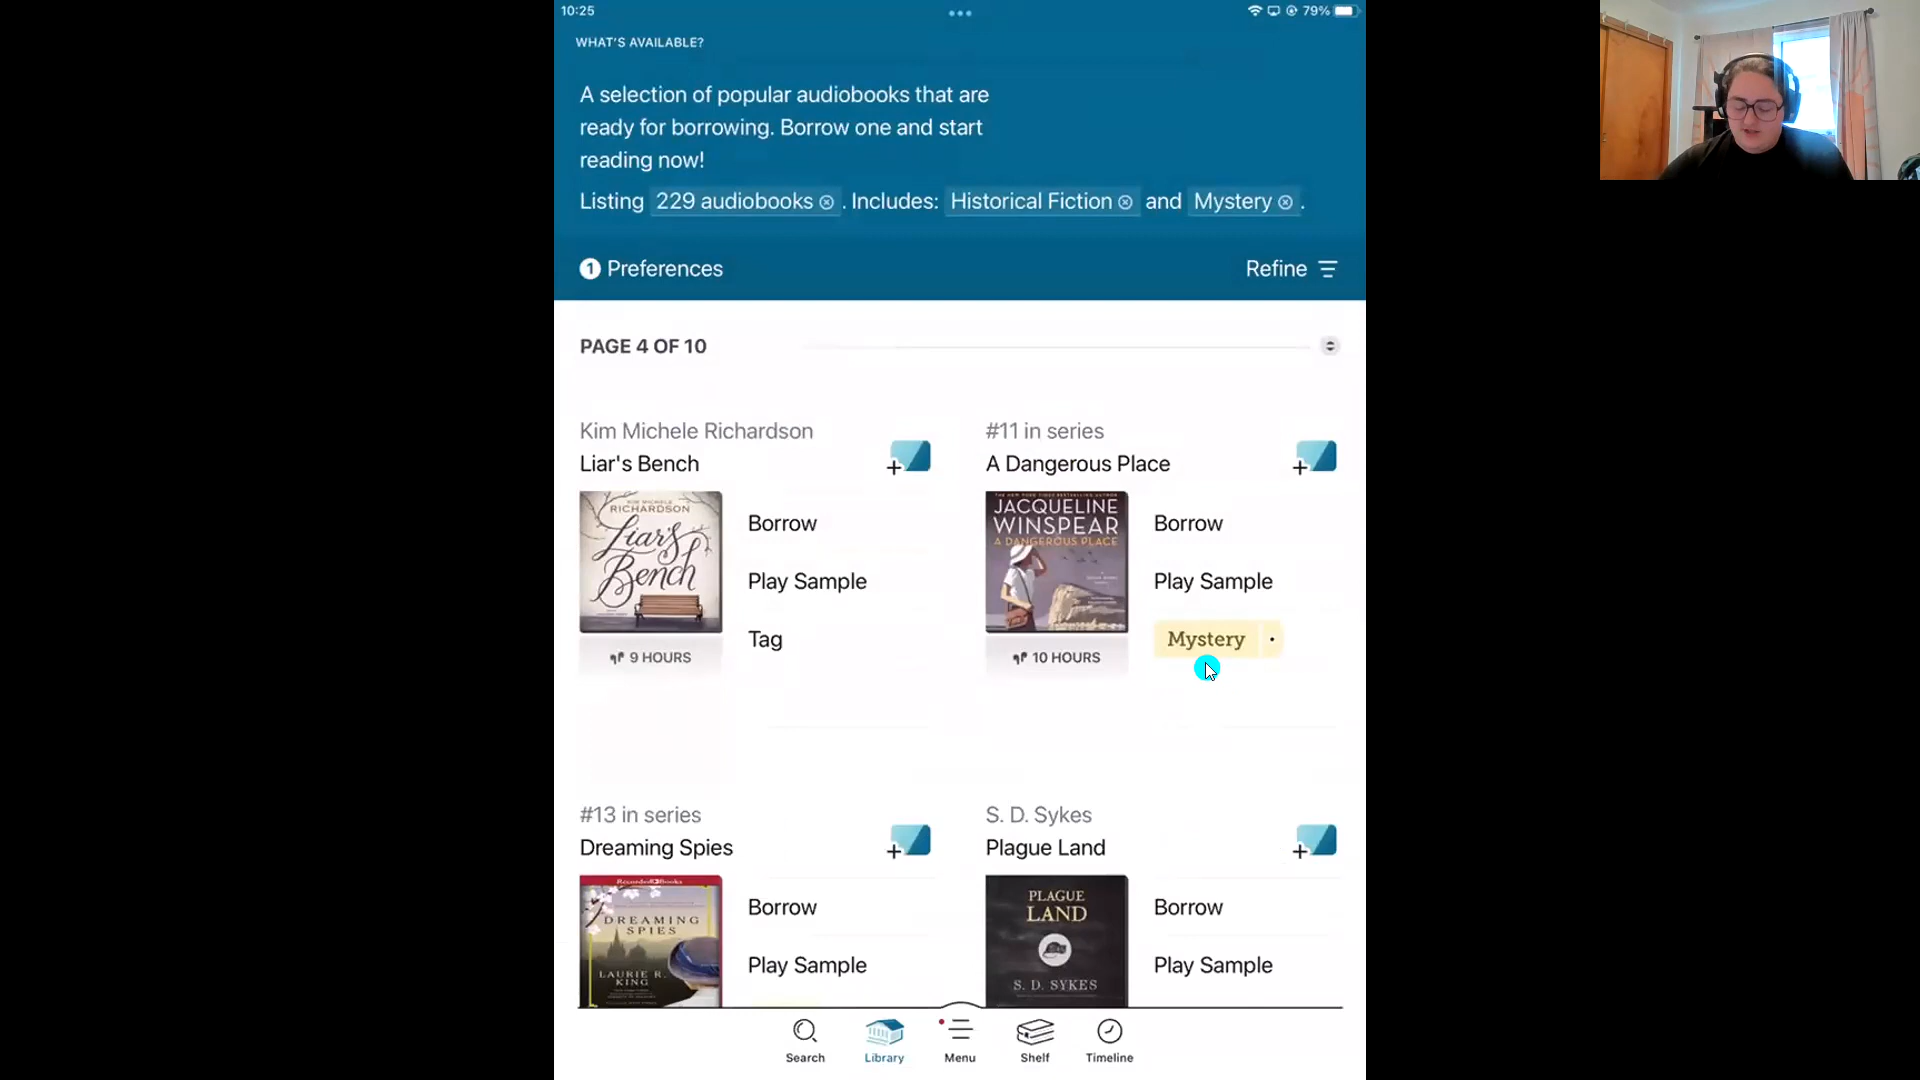 10:25
79%
WHAT'S AVAILABLE?
A selection of popular audiobooks that are
ready for borrowing. Borrow one and start
reading now!
Listing 229 audiobooks . Includes: Historical Fiction and Mystery .
1 Preferences
Refine
PAGE 4 OF 10
Kim Michele Richardson
Liar's Bench
KIM MICHELE
RICHARDSON
Liar's
Bench
Borrow
Play Sample
Tag
9 HOURS
#11 in series
A Dangerous Place
JACQUELINE
WINSPEAR
A DANGEROUS PLACE
Borrow
Play Sample
Mystery
10 HOURS
#13 in series
Dreaming Spies
Recorded Books
DREAMING
SPIES
LAURIE R.
KING
Borrow
Play Sample
S. D. Sykes
Plague Land
PLAGUE
LAND
S. D. SYKES
Borrow
Play Sample
Search
Library
Menu
Shelf
Timeline